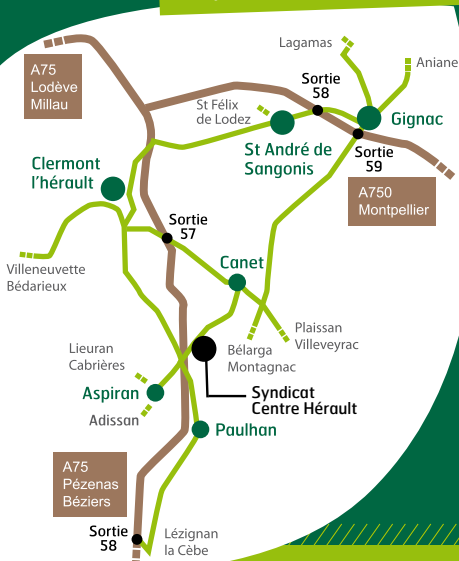 A75
Lodève
Millau
Lagamas
Aniane
Sortie
58
St Félix
de Lodez
Gignac
St André de
Sangonis
Sortie
59
Clermont
l'hérault
A750
Montpellier
Sortie
57
Canet
Villeneuvette
Bédarieux
Plaissan
Villeveyrac
Lieuran
Cabrières
Bélarga
Montagnac
Aspiran
Syndicat
Centre Hérault
Adissan
Paulhan
A75
Pézenas
Béziers
Sortie
58
Lézignan
la Cèbe